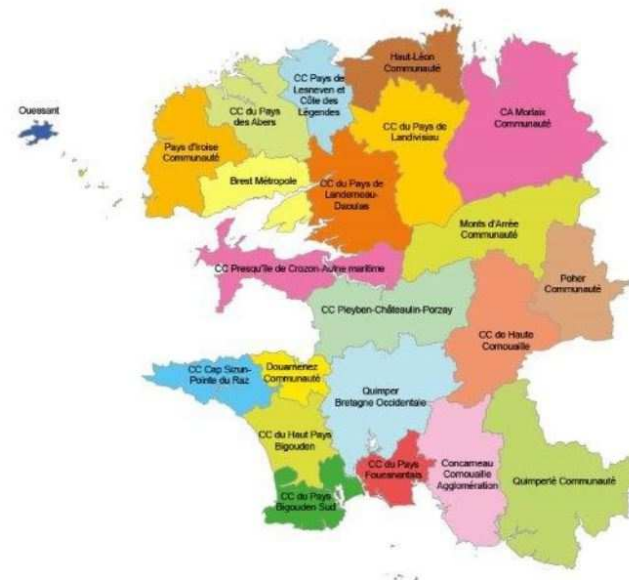 Ouessant
Pays d'Iroise
Communauté
CC du Pays
des Abers
CC Pays de
Lesneven et
Côte des
Légendes
Haut-Léon
Communauté
CC du Pays de
Landivisiau
CA Morlaix
Communauté
Brest Métropole
CC du Pays de
Landerneau-
Daoulas
Monts d'Arrée
Communauté
CC Presqu'île de Crozon-Aulne maritime
Poher
Communauté
CC Pleyben-Châteaulin-Porzay
CC de Haute
Cornouaille
CC Cap Sizun-
Pointe du Raz
Douarnenez
Communauté
Quimper
Bretagne Occidentale
CC du Haut Pays
Bigouden
CC du Pays
Fouesnantais
Concarneau
Cornouaille
Agglomération
Quimperlé Communauté
CC du Pays
Bigouden Sud